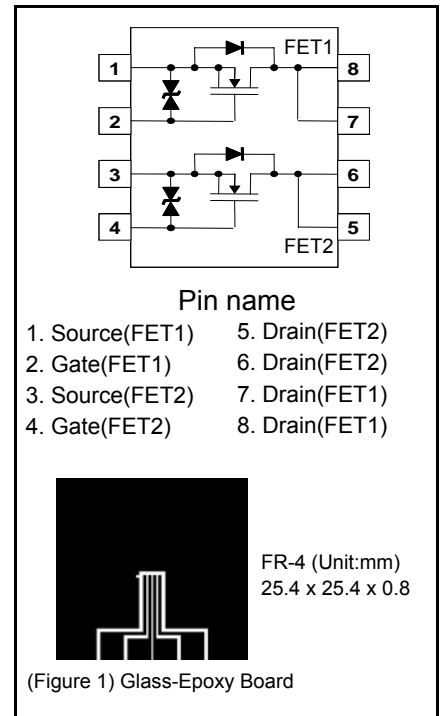 FET1
1 8
2 7
3 6
4 5
FET2
Pin name
1. Source(FET1) 5. Drain(FET2)
2. Gate(FET1) 6. Drain(FET2)
3. Source(FET2) 7. Drain(FET1)
4. Gate(FET2) 8. Drain(FET1)
FR-4 (Unit:mm)
25.4 x 25.4 x 0.8
(Figure 1) Glass-Epoxy Board